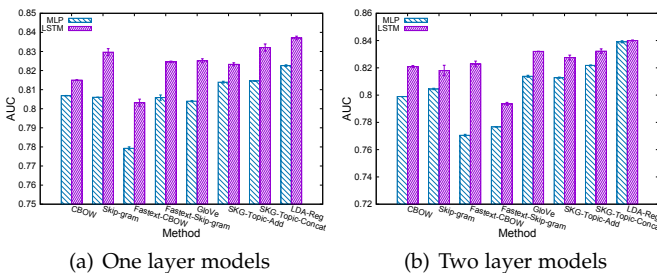 MLP
LSTM
0.85
0.84
0.83
0.82
0.81
0.8
0.79
0.78
0.77
0.76
0.75
AUC
CBOW
Skip-gram
Fastext-CBOW
Fastext-Skip-gram
GloVe
SKG-Topic-Add
SKG-Topic-Concat
LDA-Reg
Method
(a) One layer models
MLP
LSTM
0.86
0.84
0.82
0.8
0.78
0.76
0.74
0.72
AUC
CBOW
Skip-gram
Fastext-CBOW
Fastext-Skip-gram
GloVe
SKG-Topic-Add
SKG-Topic-Concat
LDA-Reg
Method
(b) Two layer models